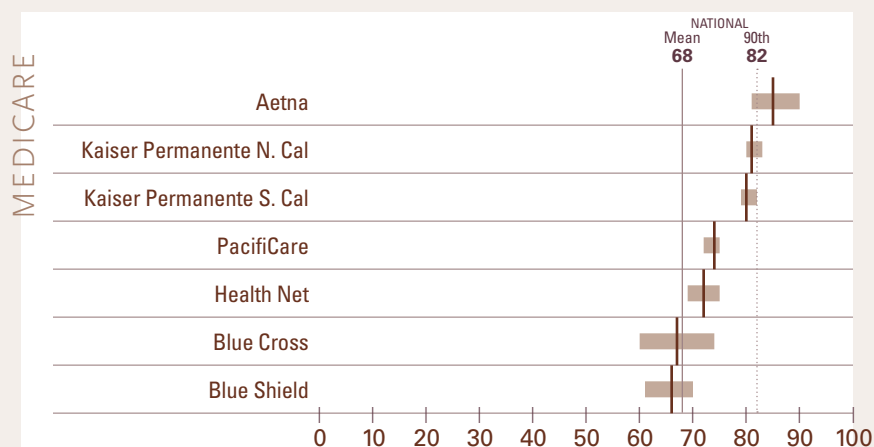 MEDICARE
NATIONAL
Mean 90th
68 82
Aetna
Kaiser Permanente N. Cal
Kaiser Permanente S. Cal
PacifiCare
Health Net
Blue Cross
Blue Shield
0 10 20 30 40 50 60 70 80 90 100